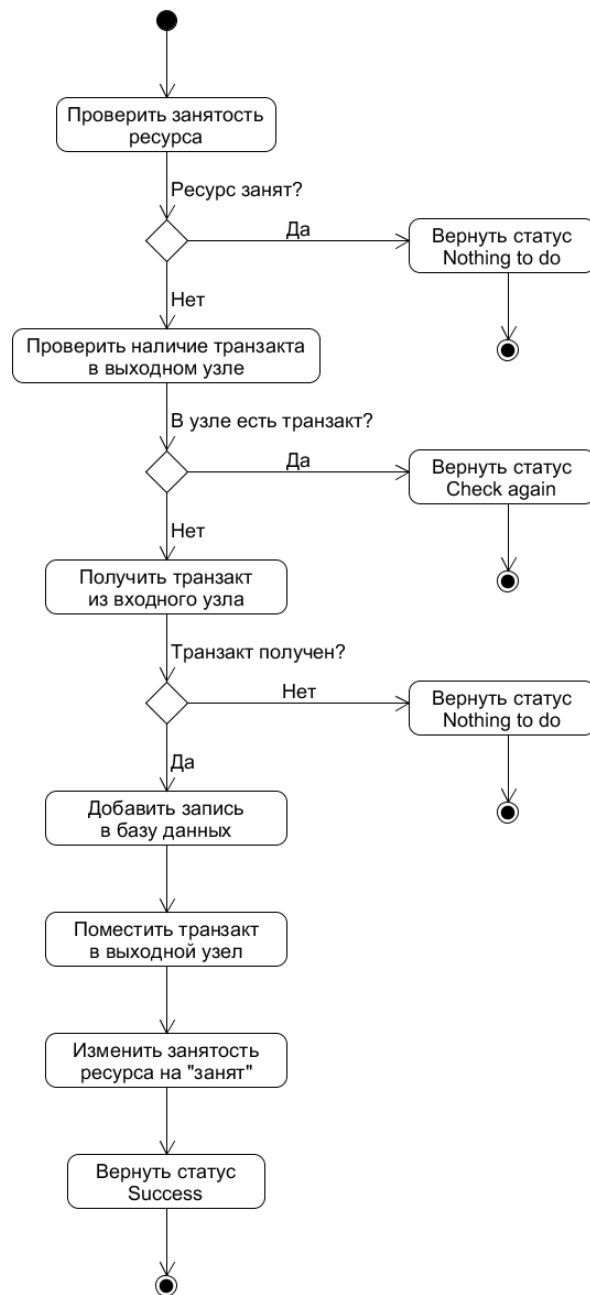 Проверить занятость
ресурса
Ресурс занят?
Да
Вернуть статус
Nothing to do
Нет
Проверить наличие транзакта
в выходном узле
В узле есть транзакт?
Да
Вернуть статус
Check again
Нет
Получить транзакт
из входного узла
Транзакт получен?
Нет
Вернуть статус
Nothing to do
Да
Добавить запись
в базу данных
Поместить транзакт
в выходной узел
Изменить занятость
ресурса на "занят"
Вернуть статус
Success